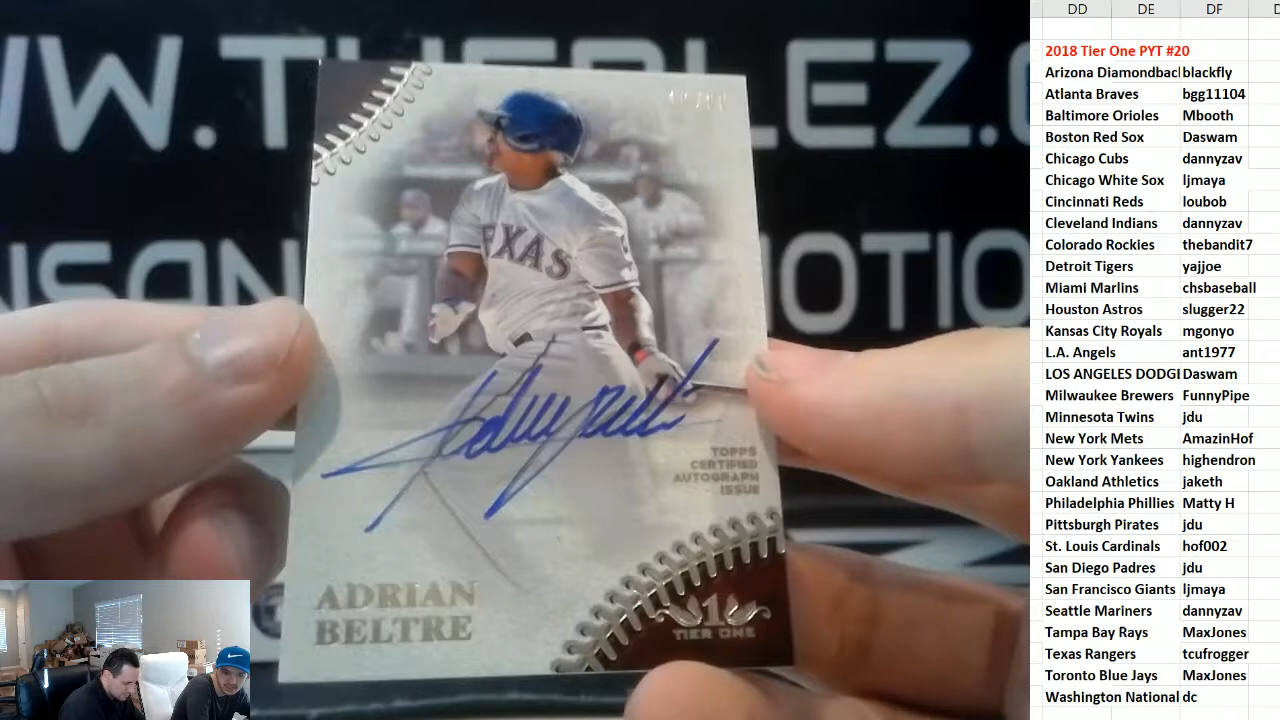 DD DE DF
2018 Tier One PYT #20
Arizona Diamondbac blackfly
Atlanta Braves bgg11104
Baltimore Orioles Mbooth
Boston Red Sox Daswam
Chicago Cubs dannyzav
Chicago White Sox ljmaya
Cincinnati Reds loubob
Cleveland Indians dannyzav
Colorado Rockies thebandit7
Detroit Tigers yajjoe
Miami Marlins chsbaseball
Houston Astros slugger22
Kansas City Royals mgonyo
L.A. Angels ant1977
LOS ANGELES DODGE Daswam
Milwaukee Brewers FunnyPipe
Minnesota Twins jdu
New York Mets AmazinHof
New York Yankees highendron
Oakland Athletics jaketh
Philadelphia Phillies Matty H
Pittsburgh Pirates jdu
St. Louis Cardinals hof002
San Diego Padres jdu
San Francisco Giants ljmaya
Seattle Mariners dannyzav
Tampa Bay Rays MaxJones
Texas Rangers tcufrogger
Toronto Blue Jays MaxJones
Washington National dc
TEXAS
TOPPS
CERTIFIED
AUTOGRAPH
ISSUE
ADRIAN
BELTRE
1
TIER ONE